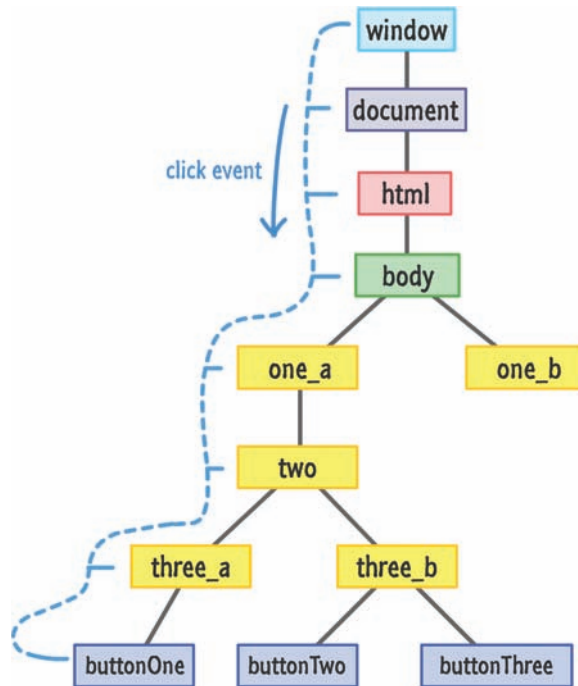 window
document
click event
html
body
one_a
one_b
two
three_a
three_b
buttonOne
buttonTwo
buttonThree